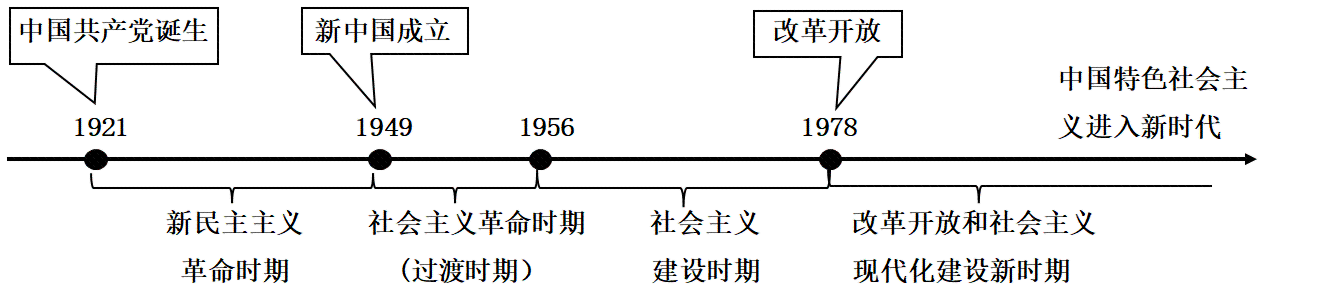 中国共产党诞生
新中国成立
改革开放
中国特色社会主
义进入新时代
1921
1949
1956
1978
新民主主义
革命时期
社会主义革命时期
（过渡时期）
社会主义
建设时期
改革开放和社会主义
现代化建设新时期